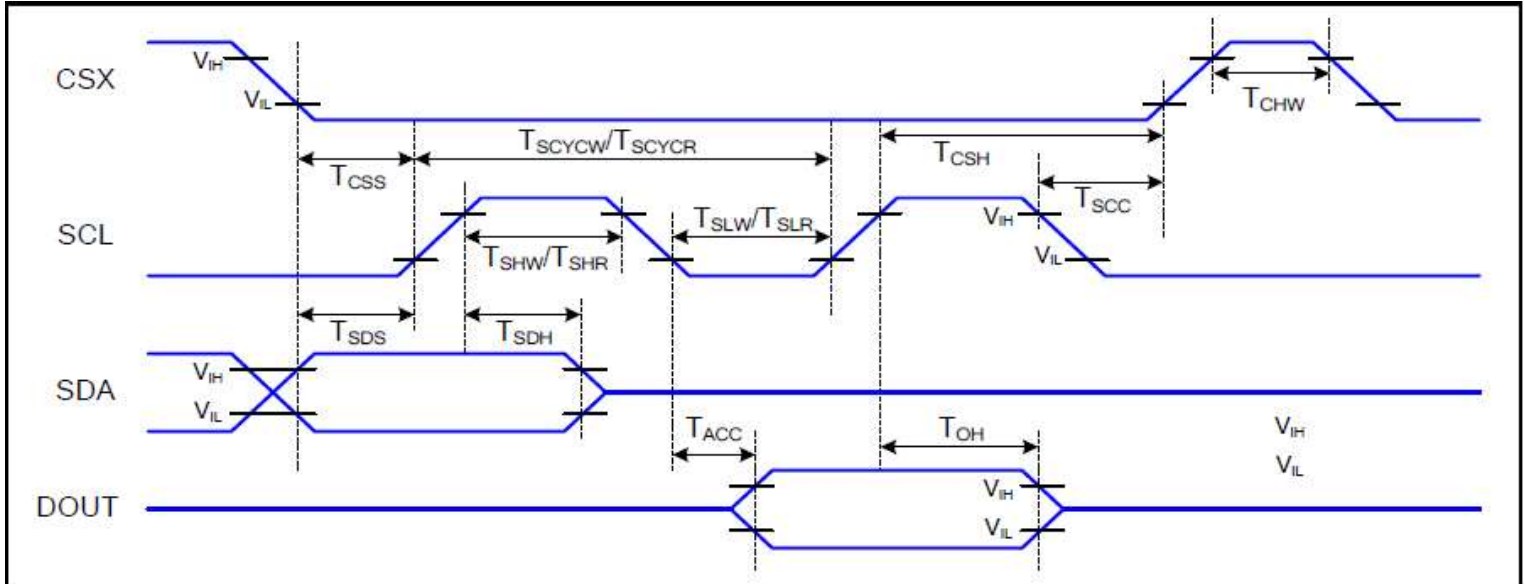 CSX
VIH
VIL
TCHW
TSCYCW/TSCYCR
TCSH
TCSS
TSCC
SCL
TSLW/TSLR
VIH
TSHW/TSHR
VIL
TSDS
TSDH
SDA
VIH
VIL
TACC
TOH
VIH
VIL
DOUT
VIH
VIL